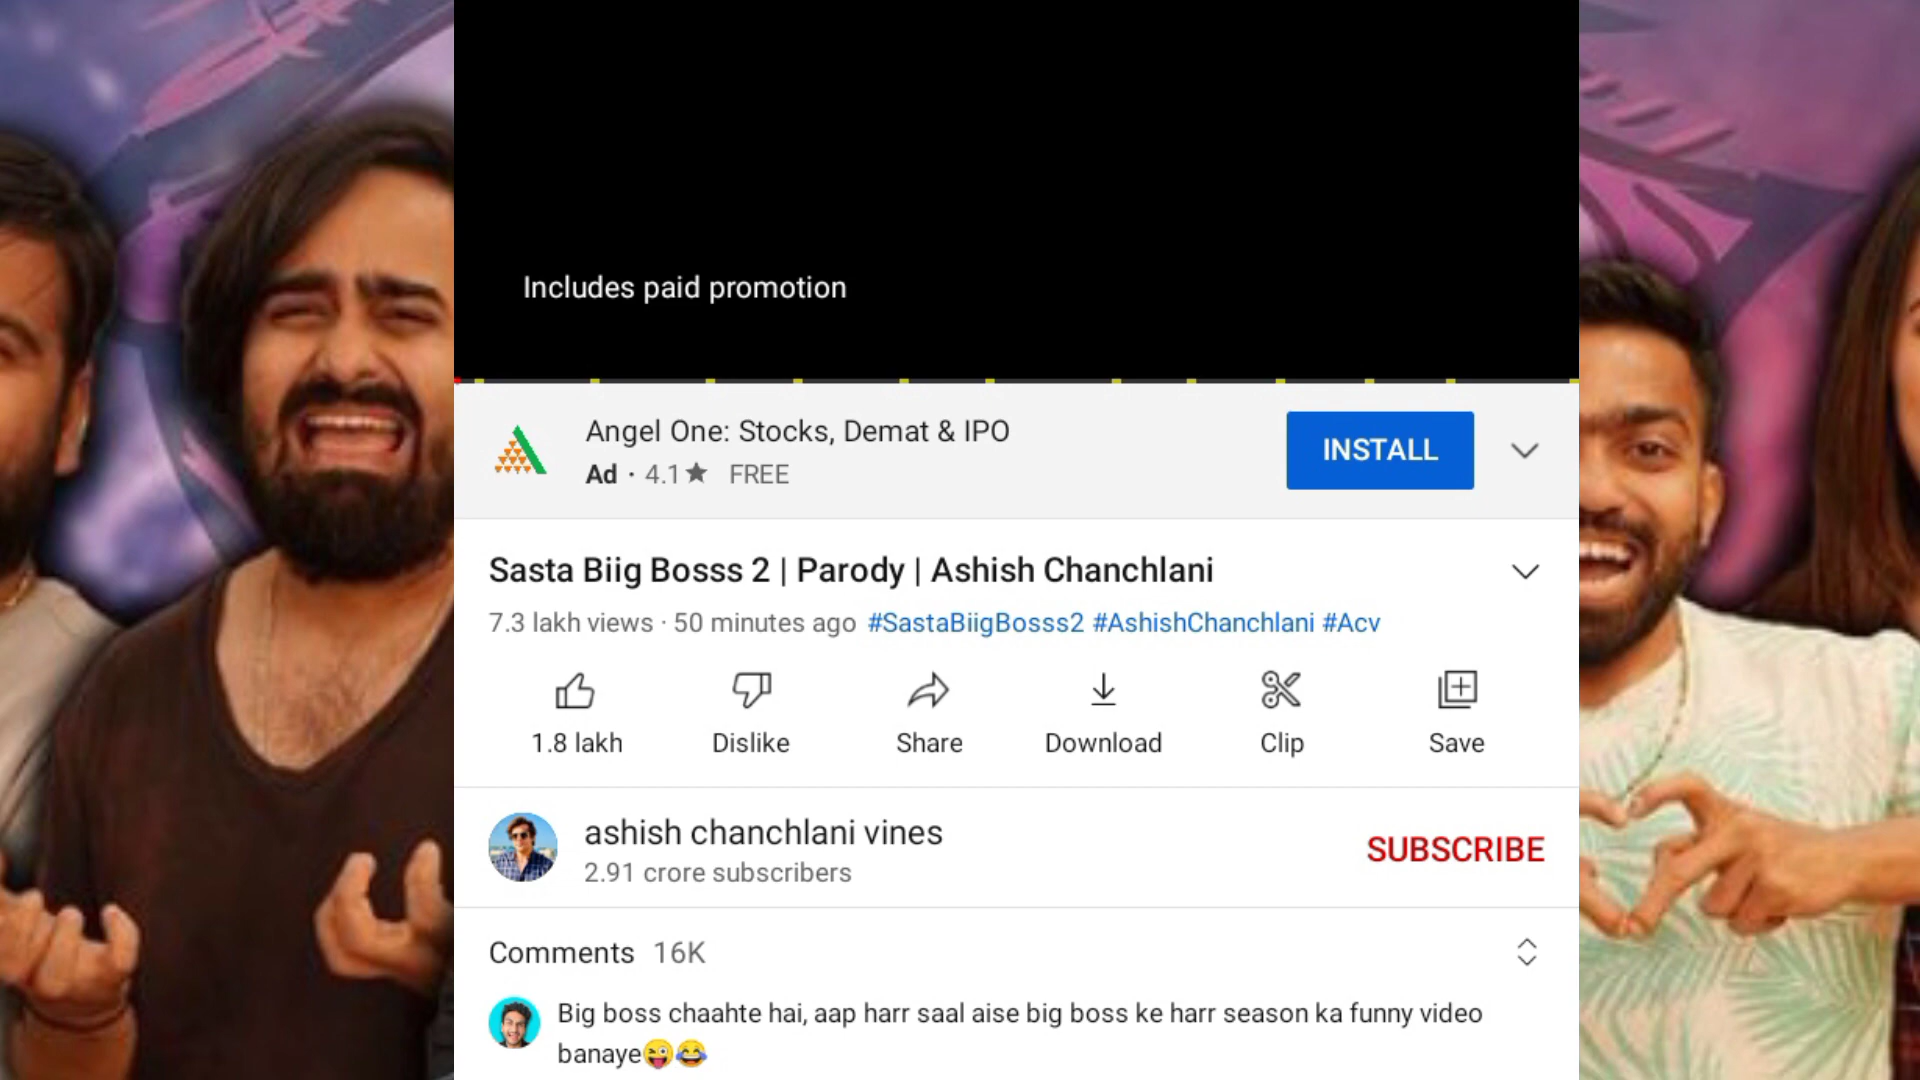 Includes paid promotion
Angel One: Stocks, Demat & IPO
Ad · 4.1★ FREE
INSTALL
Sasta Biig Bosss 2 | Parody | Ashish Chanchlani
7.3 lakh views · 50 minutes ago #SastaBiigBosss2 #AshishChanchlani #Acv
1.8 lakh Dislike Share Download Clip Save
ashish chanchlani vines
2.91 crore subscribers
SUBSCRIBE
Comments 16K
Big boss chaahte hai, aap harr saal aise big boss ke harr season ka funny video
banaye😜😂